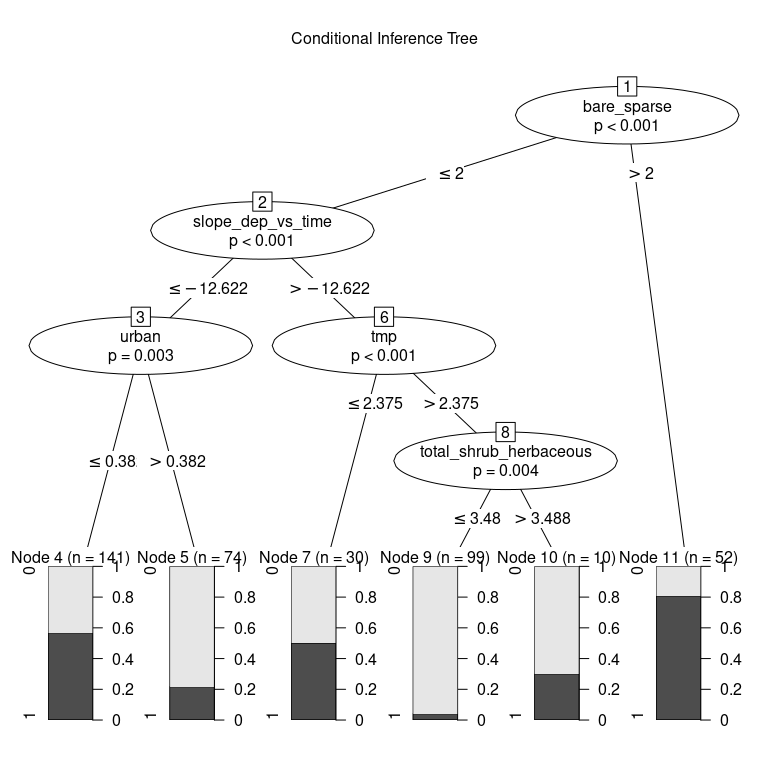 Conditional Inference Tree
1
bare_sparse
p < 0.001
≤ 2
> 2
2
slope_dep_vs_time
p < 0.001
≤ −12.622
> −12.622
3
urban
p = 0.003
6
tmp
p < 0.001
≤ 2.375
> 2.375
8
total_shrub_herbaceous
p = 0.004
≤ 0.38
> 0.382
≤ 3.48
> 3.488
Node 4 (n = 141)
Node 5 (n = 74)
Node 7 (n = 30)
Node 9 (n = 99)
Node 10 (n = 10)
Node 11 (n = 52)
0 1 0 1 0 1 0 1 0 1 0 1
0.8 0.8 0.8 0.8 0.8 0.8
0.6 0.6 0.6 0.6 0.6 0.6
0.4 0.4 0.4 0.4 0.4 0.4
0.2 0.2 0.2 0.2 0.2 0.2
1 0 1 0 1 0 1 0 1 0 1 0